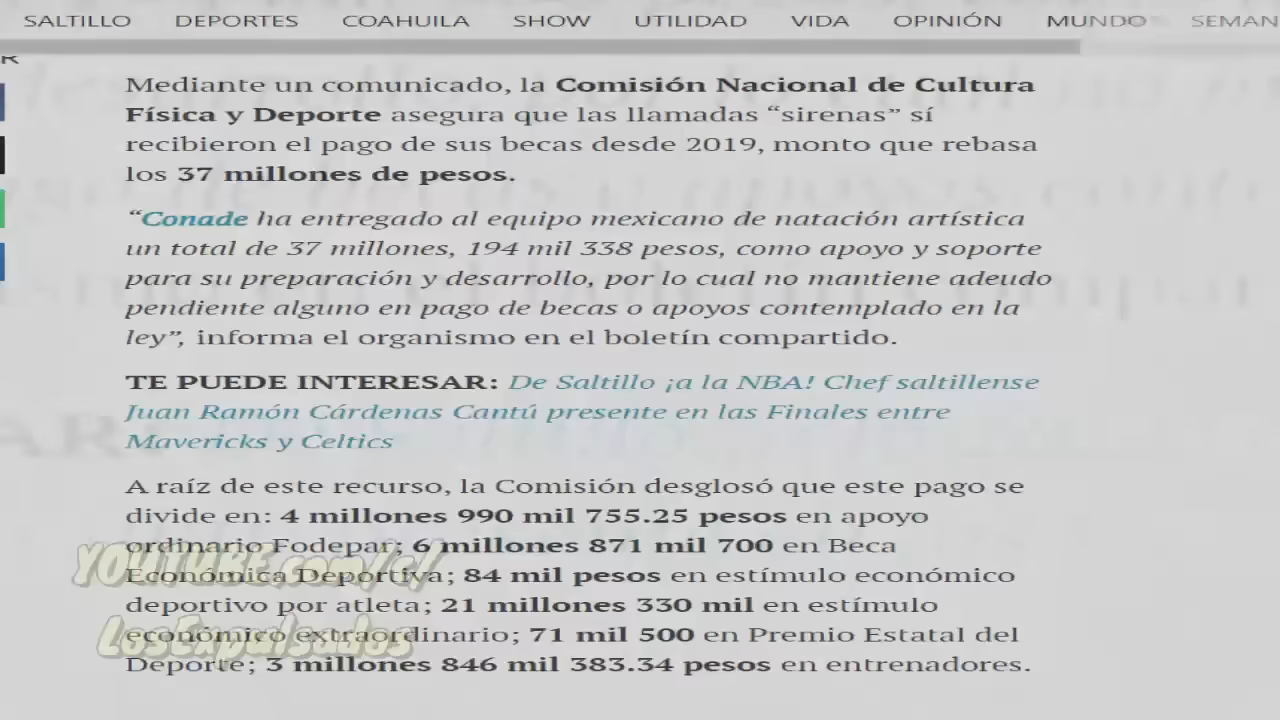 SALTILLO DEPORTES COAHUILA SHOW UTILIDAD VIDA OPINIÓN MUNDO SEMAN
R
Mediante un comunicado, la Comisión Nacional de Cultura
Física y Deporte asegura que las llamadas “sirenas” sí
recibieron el pago de sus becas desde 2019, monto que rebasa
los 37 millones de pesos.
“Conade ha entregado al equipo mexicano de natación artística
un total de 37 millones, 194 mil 338 pesos, como apoyo y soporte
para su preparación y desarrollo, por lo cual no mantiene adeudo
pendiente alguno en pago de becas o apoyos contemplado en la
ley”, informa el organismo en el boletín compartido.
TE PUEDE INTERESAR: De Saltillo ¡a la NBA! Chef saltillense
Juan Ramón Cárdenas Cantú presente en las Finales entre
Mavericks y Celtics
A raíz de este recurso, la Comisión desglosó que este pago se
divide en: 4 millones 990 mil 755.25 pesos en apoyo
ordinario Fodepar; 6 millones 871 mil 700 en Beca
Económica Deportiva; 84 mil pesos en estímulo económico
deportivo por atleta; 21 millones 330 mil en estímulo
económico extraordinario; 71 mil 500 en Premio Estatal del
Deporte; 3 millones 846 mil 383.34 pesos en entrenadores.
YOUTUBE.com/c/
LosExpulsados